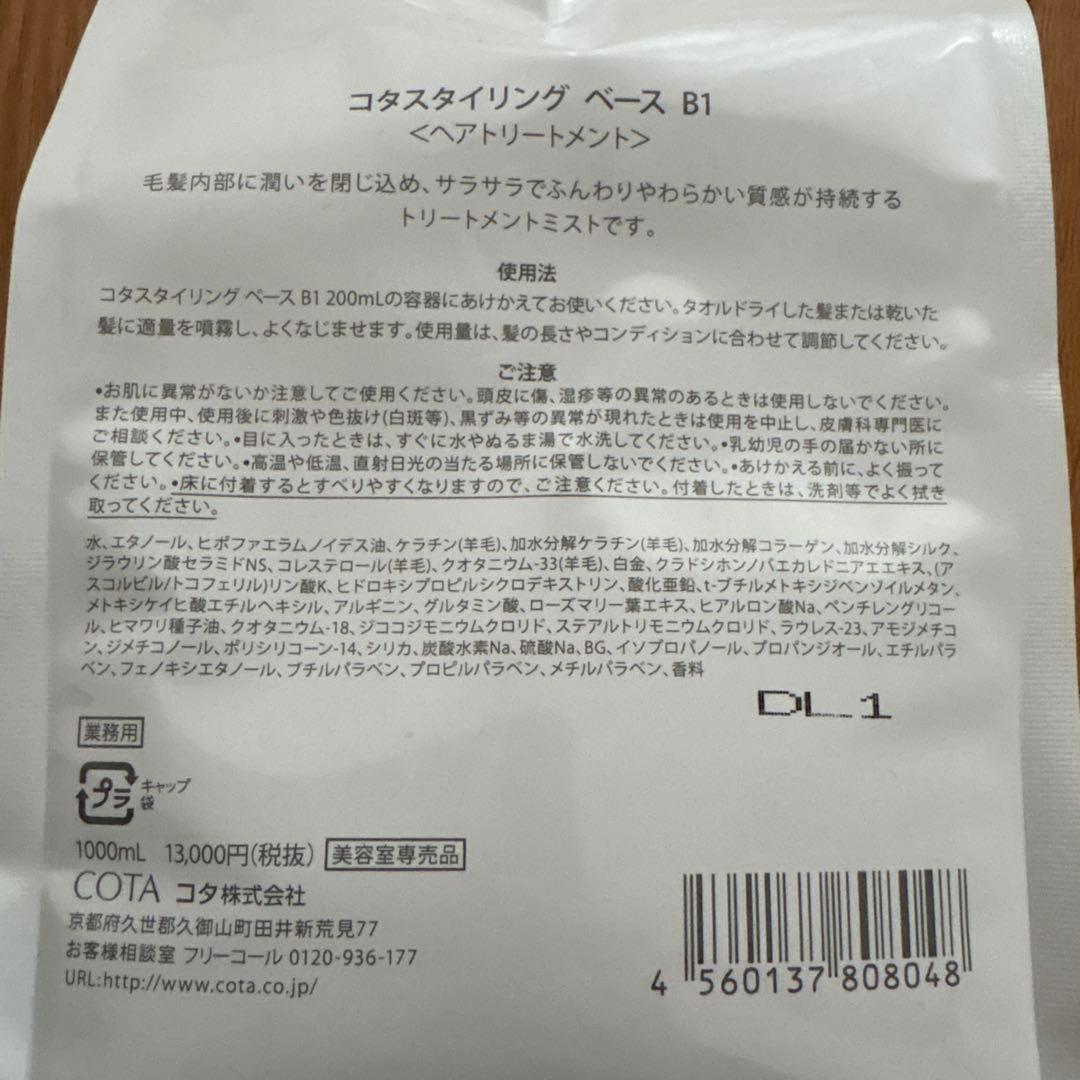 コタスタイリング ベース B1
＜ヘアトリートメント＞
毛髪内部に潤いを閉じ込め、サラサラでふんわりやわらかい質感が持続する
トリートメントミストです。
使用法
コタスタイリング ベース B1 200mLの容器にあけかえてお使いください。タオルドライした髪または乾いた
髪に適量を噴霧し、よくなじませます。使用量は、髪の長さやコンディションに合わせて調節してください。
ご注意
•お肌に異常がないか注意してご使用ください。頭皮に傷、湿疹等の異常のあるときは使用しないでください。
また使用中、使用後に刺激や色抜け(白斑等)、黒ずみ等の異常が現れたときは使用を中止し、皮膚科専門医に
ご相談ください。•目に入ったときは、すぐに水やぬるま湯で水洗してください。•乳幼児の手の届かない所に
保管してください。•高温や低温、直射日光の当たる場所に保管しないでください。•あけかえる前に、よく振って
ください。•床に付着するとすべりやすくなりますので、ご注意ください。付着したときは、洗剤等でよく拭き
取ってください。
水、エタノール、ヒポファエラムノイデス油、ケラチン(羊毛)、加水分解ケラチン(羊毛)、加水分解コラーゲン、加水分解シルク、
ジラウリン酸セラミドNS、コレステロール(羊毛)、クオタニウム-33(羊毛)、白金、クラドシホンノバエカレドニアエエキス、(ア
スコルビル/トコフェリル)リン酸K、ヒドロキシプロピルシクロデキストリン、酸化亜鉛、t-ブチルメトキシジベンゾイルメタン、
メトキシケイヒ酸エチルヘキシル、アルギニン、グルタミン酸、ローズマリー葉エキス、ヒアルロン酸Na、ペンチレングリコー
ル、ヒマワリ種子油、クオタニウム-18、ジココジモニウムクロリド、ステアルトリモニウムクロリド、ラウレス-23、アモジメチコ
ン、ジメチコノール、ポリシリコーン-14、シリカ、炭酸水素Na、硫酸Na、BG、イソプロパノール、プロパンジオール、エチルパラ
ベン、フェノキシエタノール、ブチルパラベン、プロピルパラベン、メチルパラベン、香料
DL1
業務用
プラ
キャップ
袋
1000mL 13,000円(税抜) 美容室専売品
COTA コタ株式会社
京都府久世郡久御山町田井新荒見77
お客様相談室 フリーコール 0120-936-177
URL:http://www.cota.co.jp/
4 560137 808048